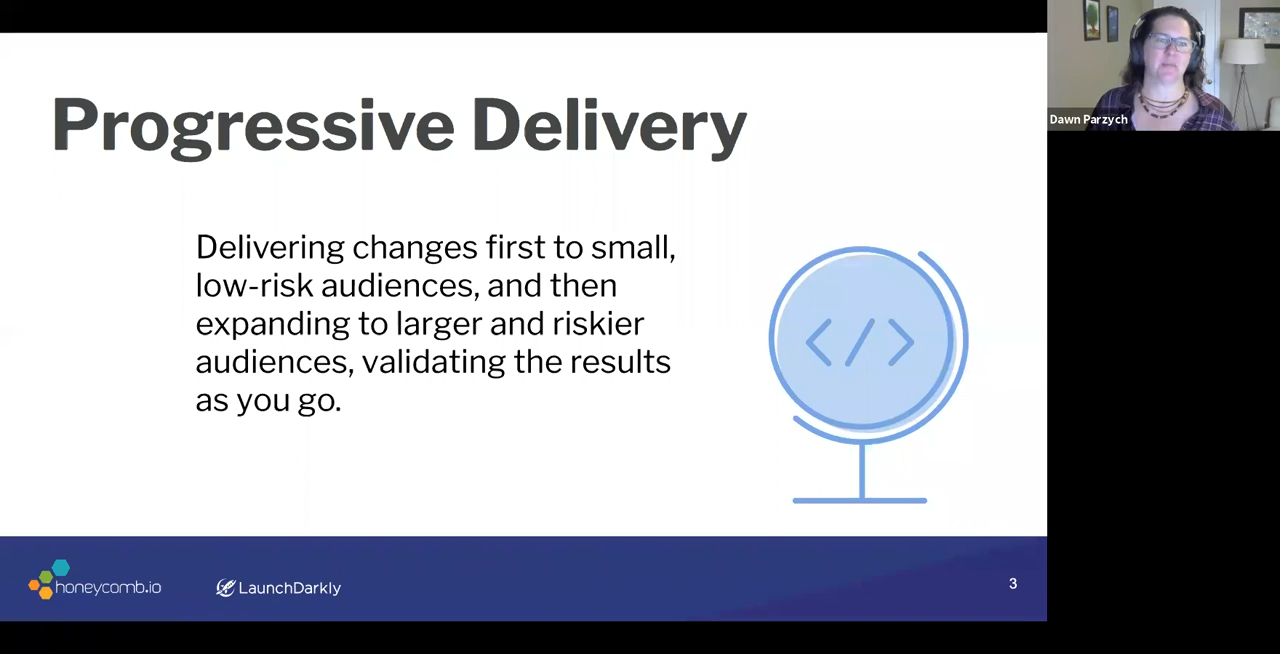 Progressive Delivery
Delivering changes first to small,
low-risk audiences, and then
expanding to larger and riskier
audiences, validating the results
as you go.
</>
honeycomb.io
LaunchDarkly
3
Dawn Parzych